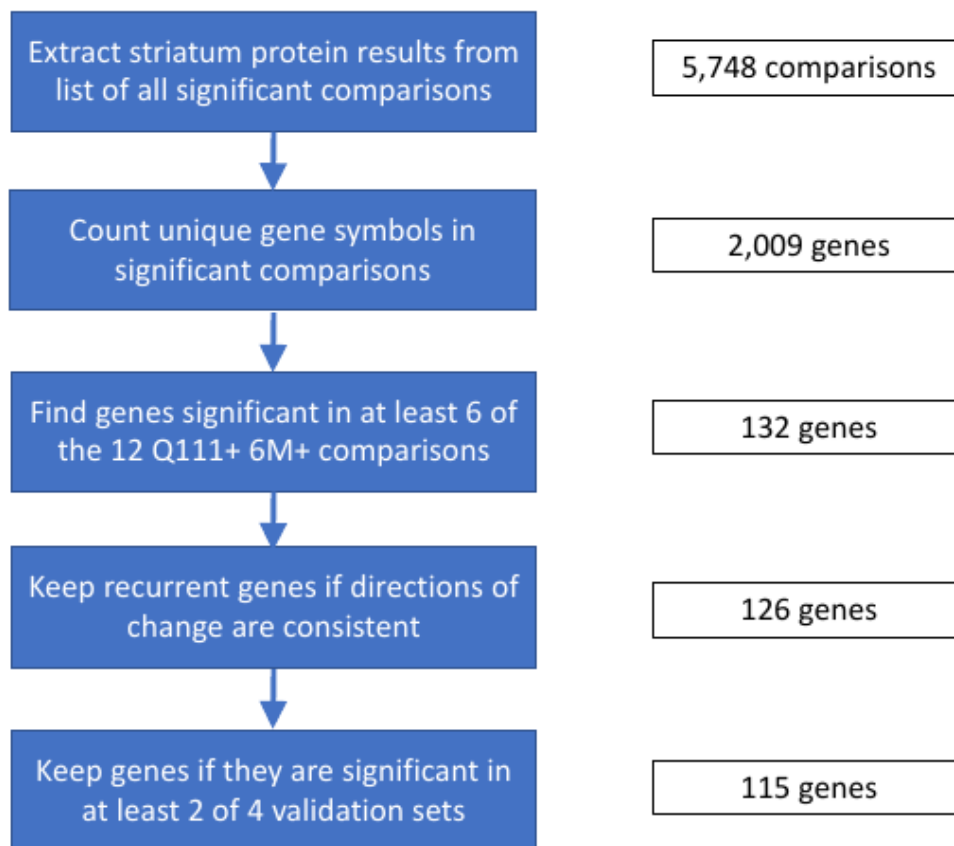 Extract striatum protein results from
list of all significant comparisons
5,748 comparisons
Count unique gene symbols in
significant comparisons
2,009 genes
Find genes significant in at least 6 of
the 12 Q111+ 6M+ comparisons
132 genes
Keep recurrent genes if directions of
change are consistent
126 genes
Keep genes if they are significant in
at least 2 of 4 validation sets
115 genes